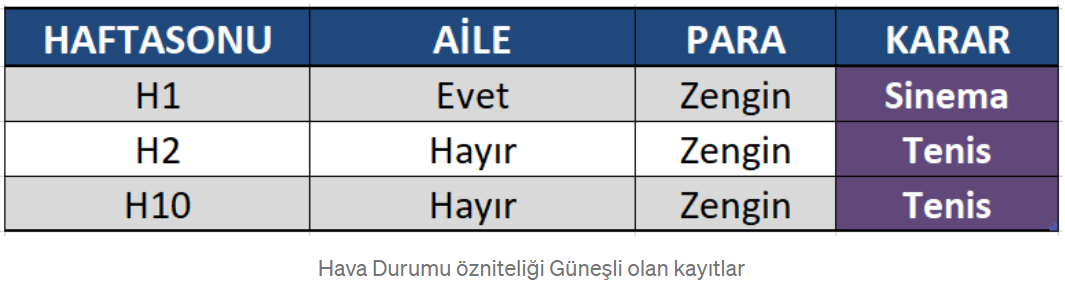 HAFTASONU AİLE PARA KARAR
H1 Evet Zengin Sinema
H2 Hayır Zengin Tenis
H10 Hayır Zengin Tenis
Hava Durumu özniteliği Güneşli olan kayıtlar